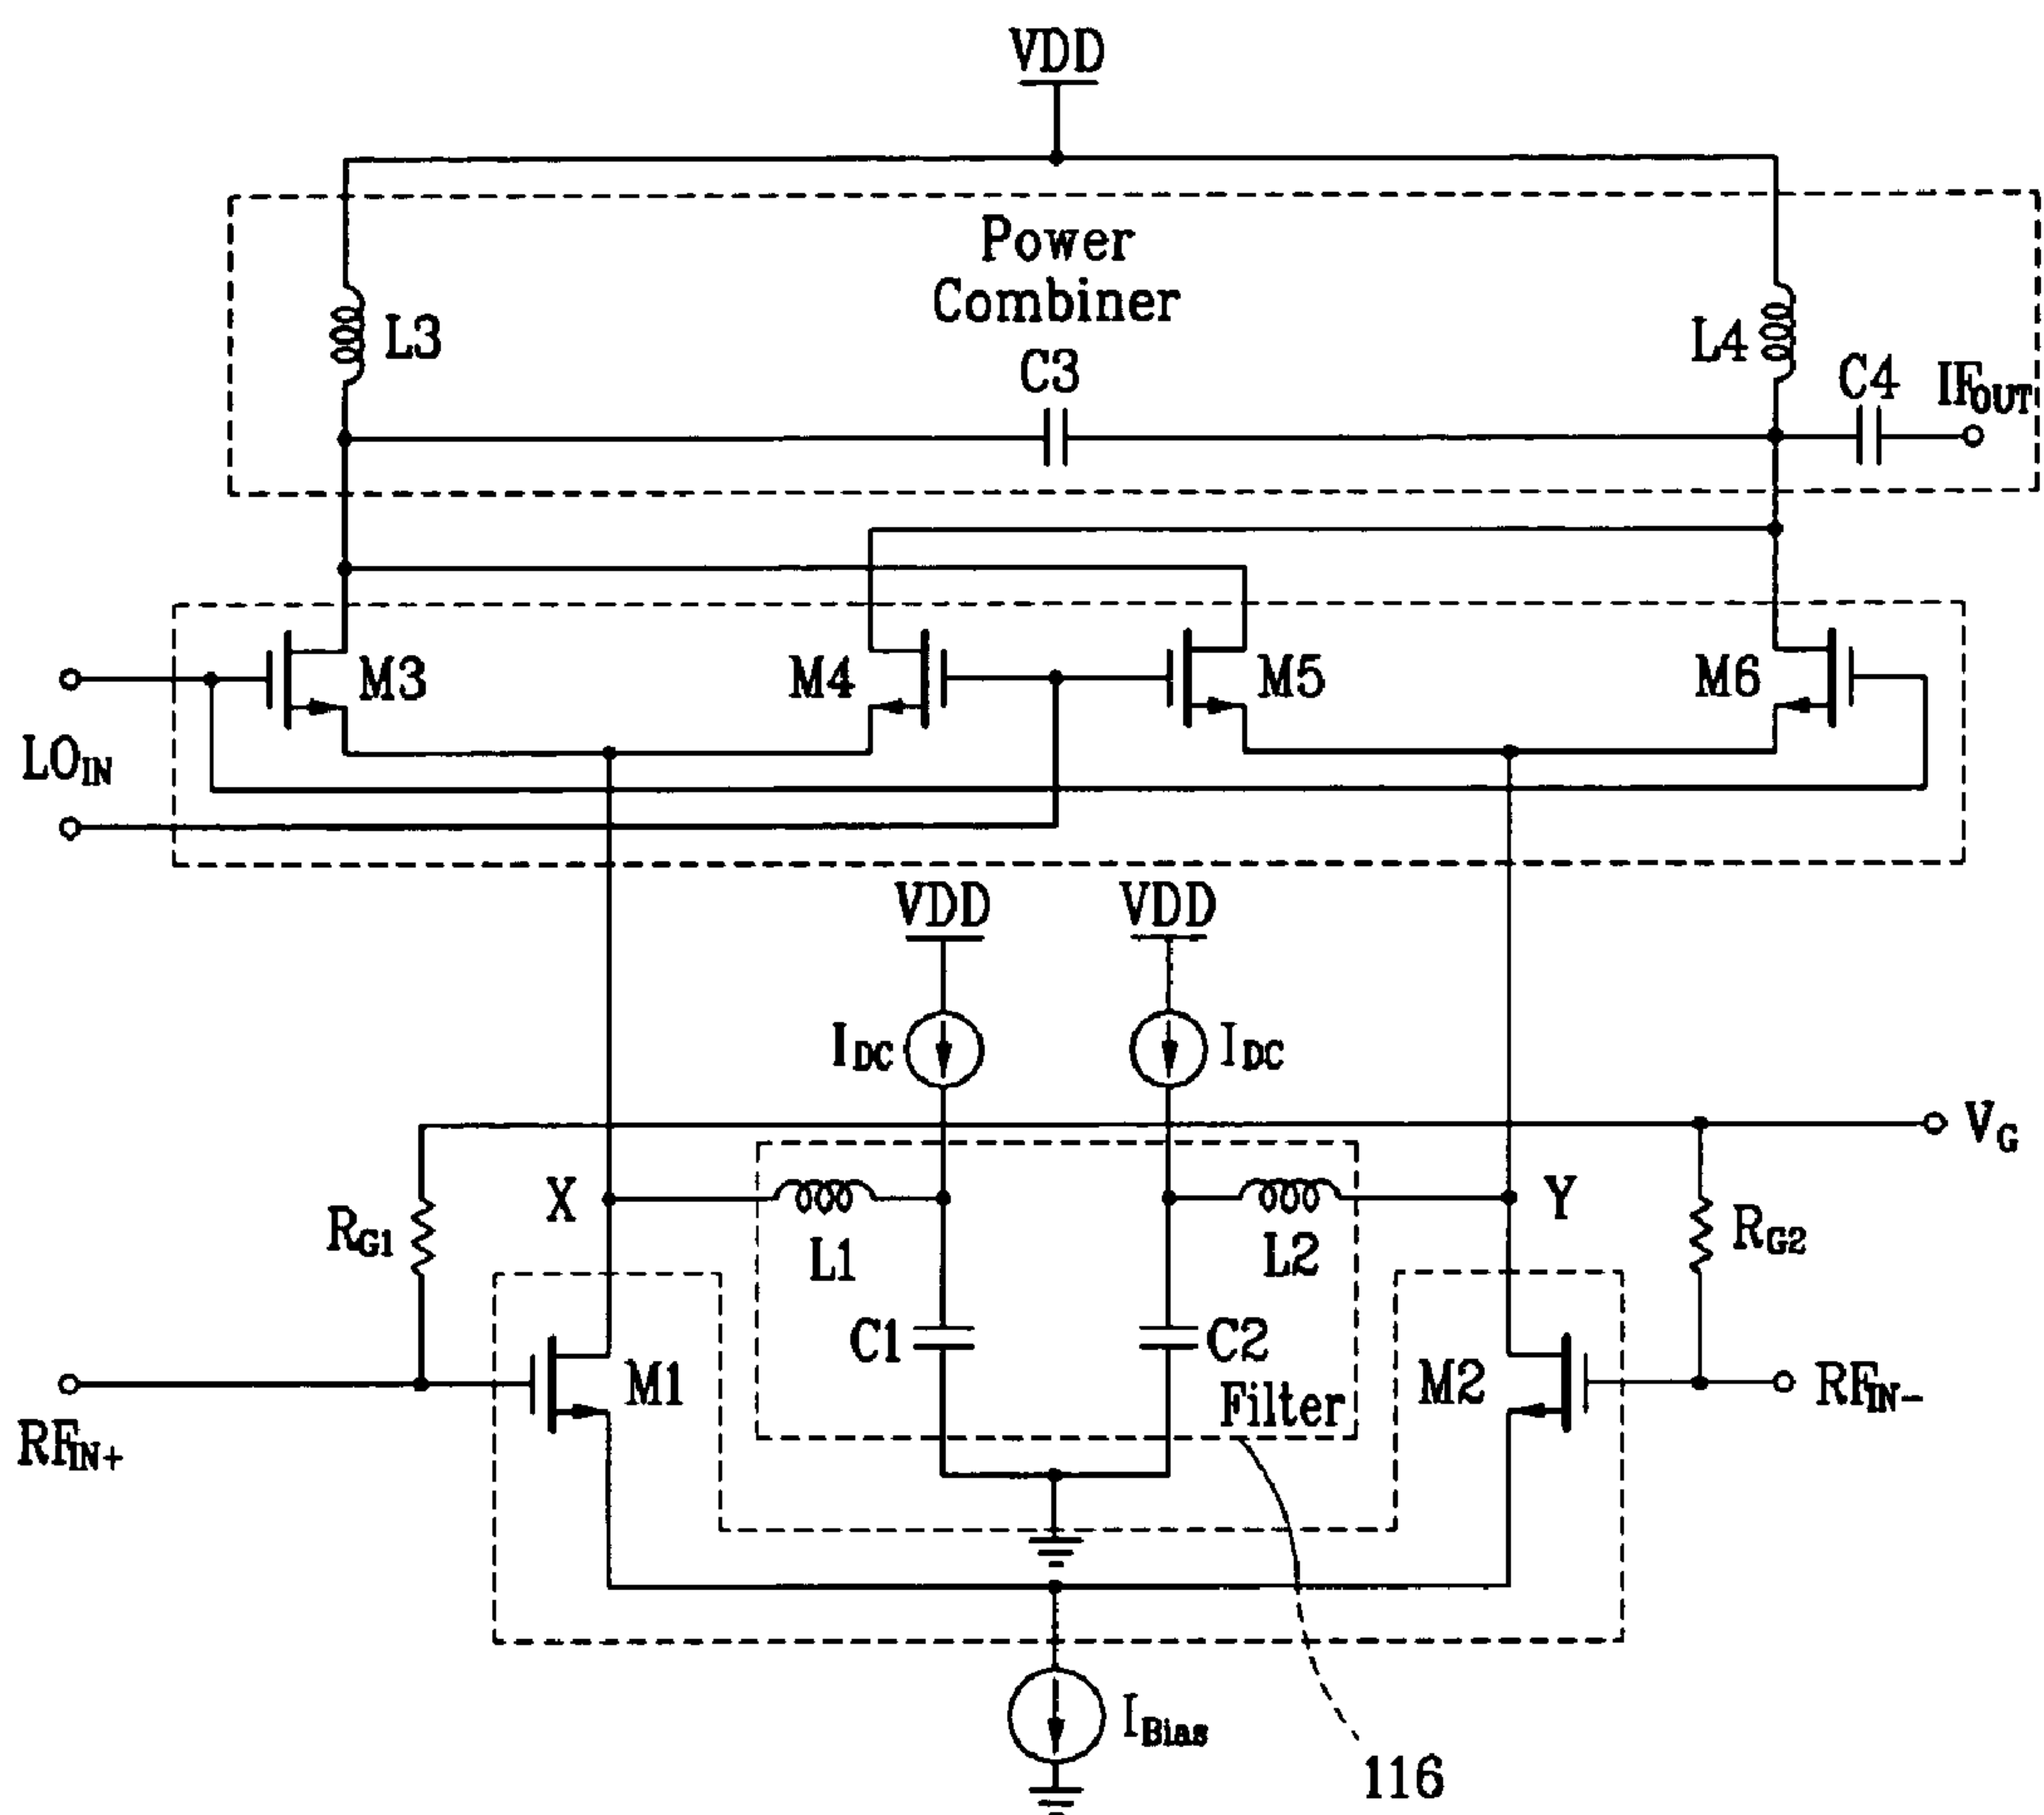 VDD
Power
Combiner
L3
L4
C3
C4
IFOUT
M3
M4
M5
M6
LOIN
VDD
VDD
IDC
IDC
VG
X
Y
RG1
L1
L2
RG2
C1
C2
M1
M2
Filter
RFIN+
RFIN-
IBias
116